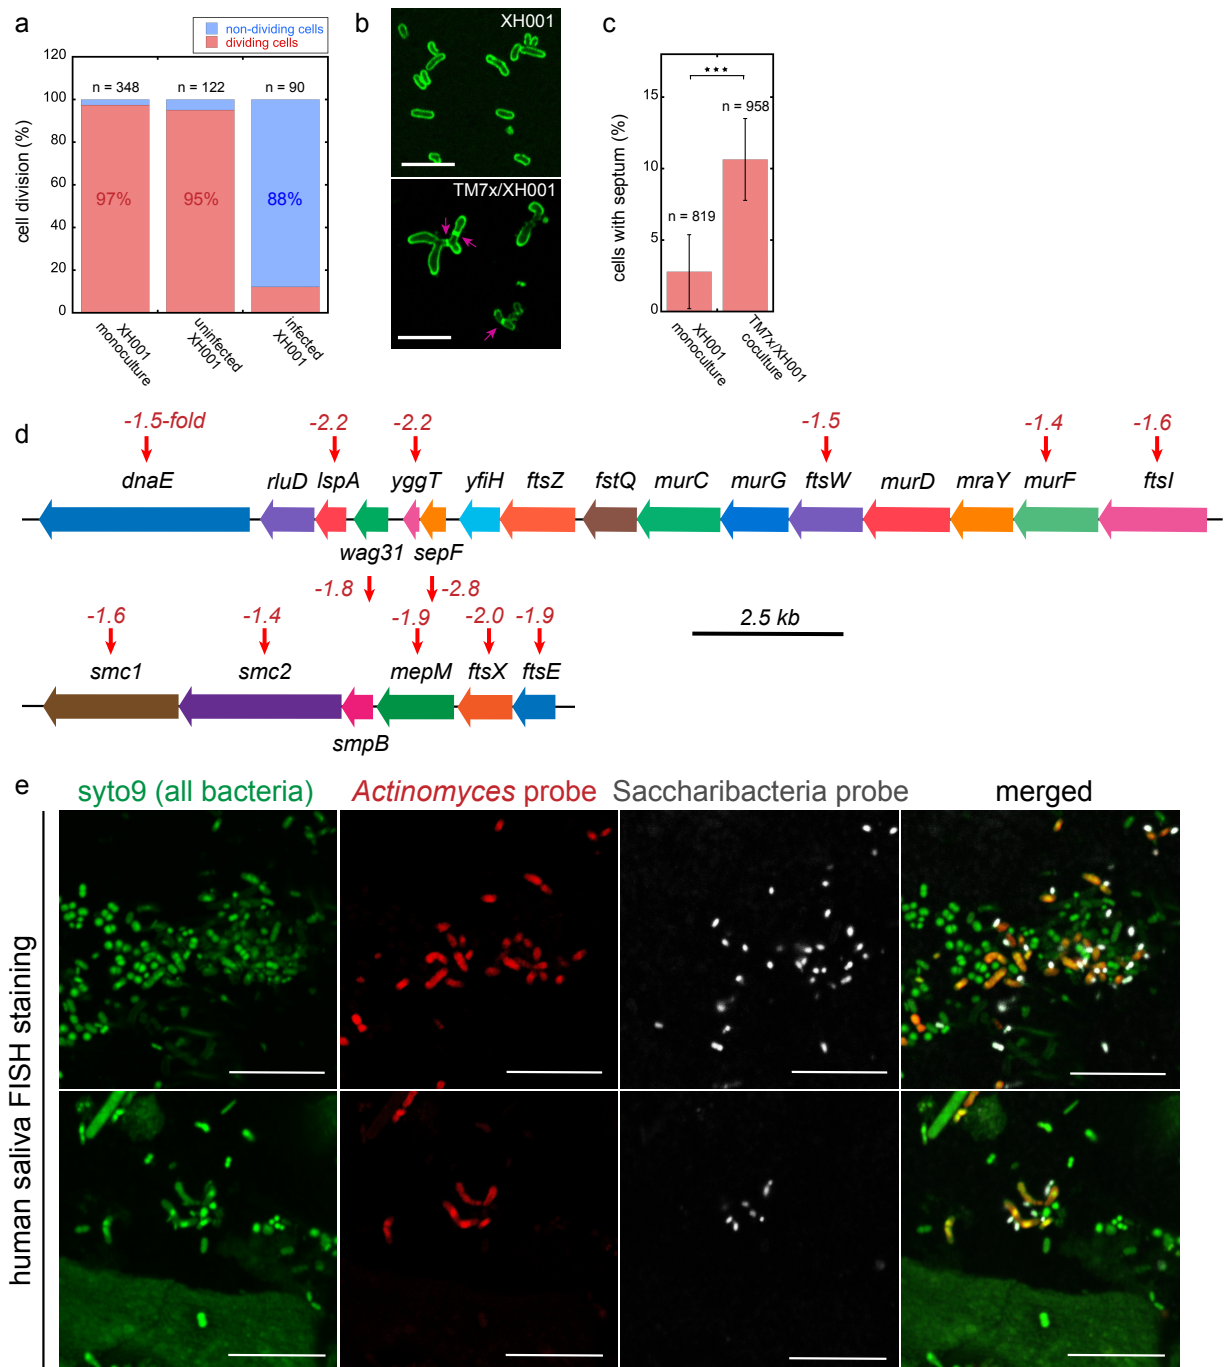 a
non-dividing cells
dividing cells
cell division (%)
120
100
80
60
40
20
0
n = 348
n = 122
n = 90
97%
95%
88%
XH001
monoculture
uninfected
XH001
infected
XH001
b
XH001
TM7x/XH001
c
cells with septum (%)
15
10
5
0
***
n = 958
n = 819
XH001
monoculture
TM7x/XH001
coculture
d
-1.5-fold -2.2 -2.2 -1.5 -1.4 -1.6
dnaE rluD lspA yggT yfiH ftsZ fstQ murC murG ftsW murD mraY murF ftsI
wag31 sepF
-1.8 -2.8
-1.6 -1.4 -1.9 -2.0 -1.9
2.5 kb
smc1 smc2 mepM ftsX ftsE
smpB
e
syto9 (all bacteria) Actinomyces probe Saccharibacteria probe merged
human saliva FISH staining